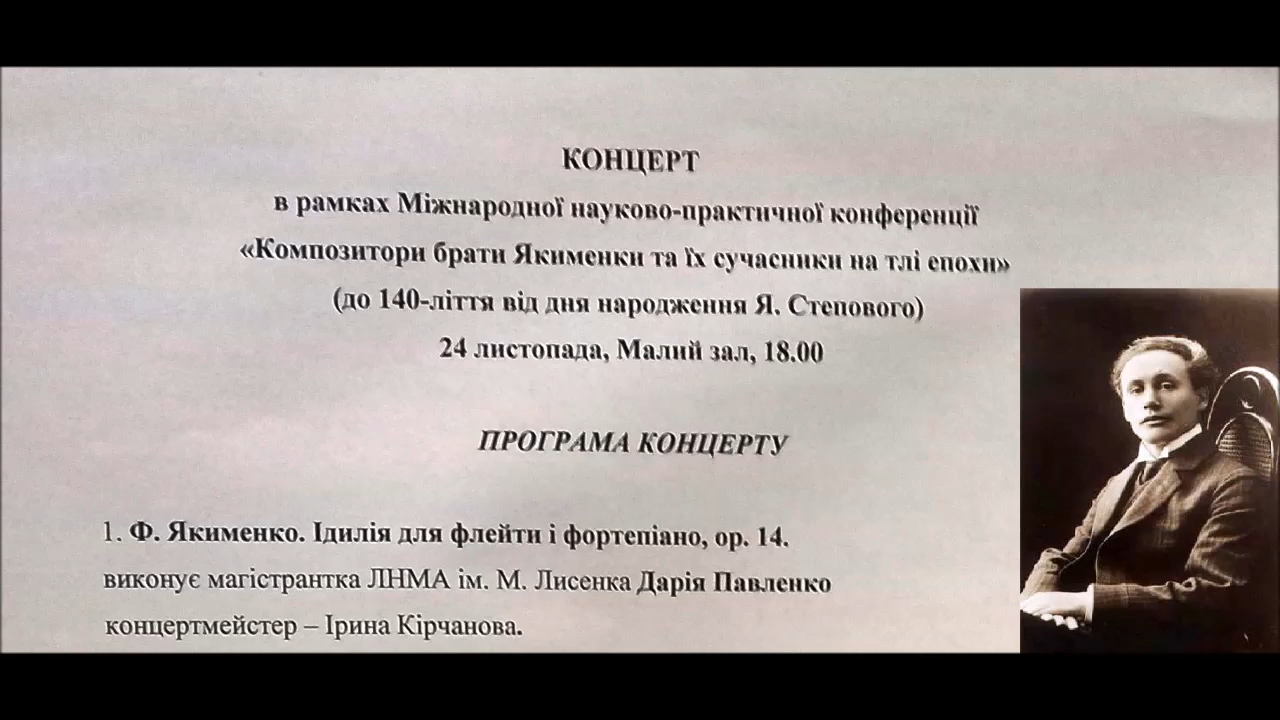 КОНЦЕРТ
в рамках Міжнародної науково-практичної конференції
«Композитори брати Якименки та їх сучасники на тлі епохи»
(до 140-ліття від дня народження Я. Степового)
24 листопада, Малий зал, 18.00
ПРОГРАМА КОНЦЕРТУ
1. Ф. Якименко. Ідилія для флейти і фортепіано, ор. 14.
виконує магістрантка ЛНМА ім. М. Лисенка Дарія Павленко
концертмейстер – Ірина Кірчанова.